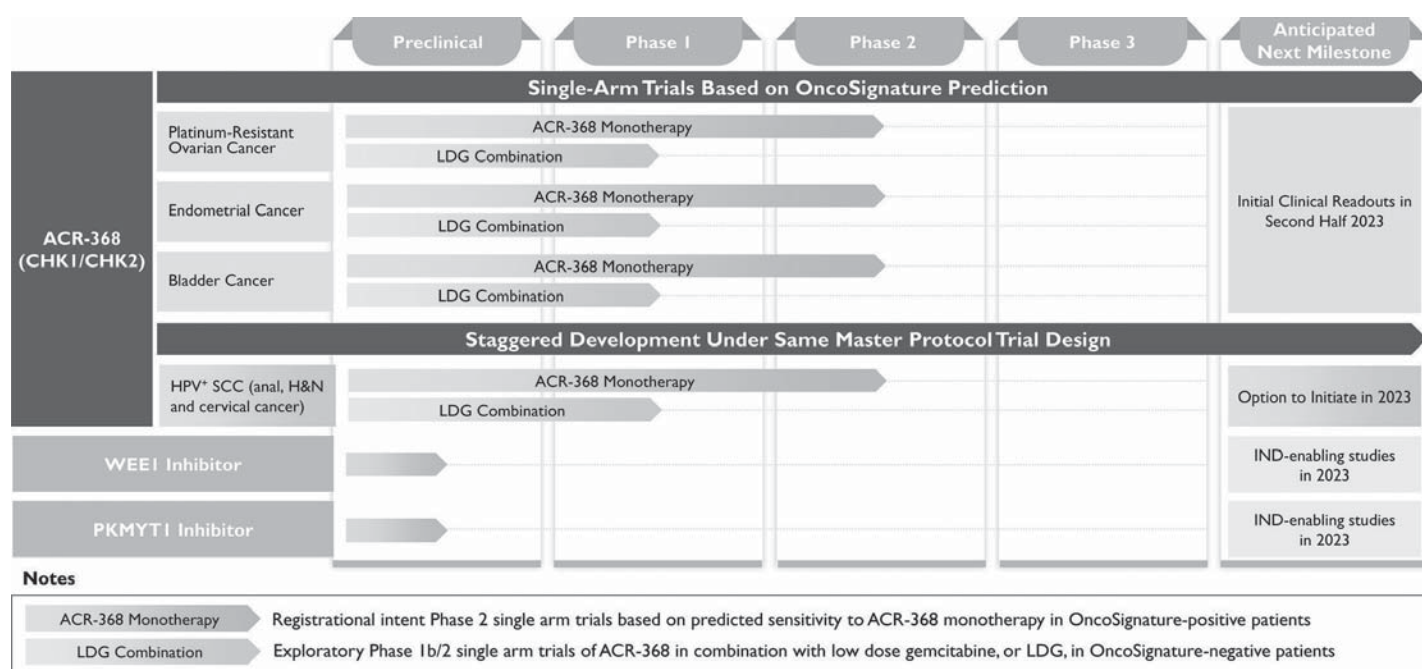 Preclinical
Phase 1
Phase 2
Phase 3
Anticipated
Next Milestone
Single-Arm Trials Based on OncoSignature Prediction
ACR-368
(CHK1/CHK2)
Platinum-Resistant
Ovarian Cancer
ACR-368 Monotherapy
LDG Combination
Endometrial Cancer
ACR-368 Monotherapy
LDG Combination
Bladder Cancer
ACR-368 Monotherapy
LDG Combination
Initial Clinical Readouts in
Second Half 2023
Staggered Development Under Same Master Protocol Trial Design
HPV⁺ SCC (anal, H&N
and cervical cancer)
ACR-368 Monotherapy
LDG Combination
Option to Initiate in 2023
WEE1 Inhibitor
IND-enabling studies
in 2023
PKMYT1 Inhibitor
IND-enabling studies
in 2023
Notes
ACR-368 Monotherapy Registrational intent Phase 2 single arm trials based on predicted sensitivity to ACR-368 monotherapy in OncoSignature-positive patients
LDG Combination Exploratory Phase 1b/2 single arm trials of ACR-368 in combination with low dose gemcitabine, or LDG, in OncoSignature-negative patients